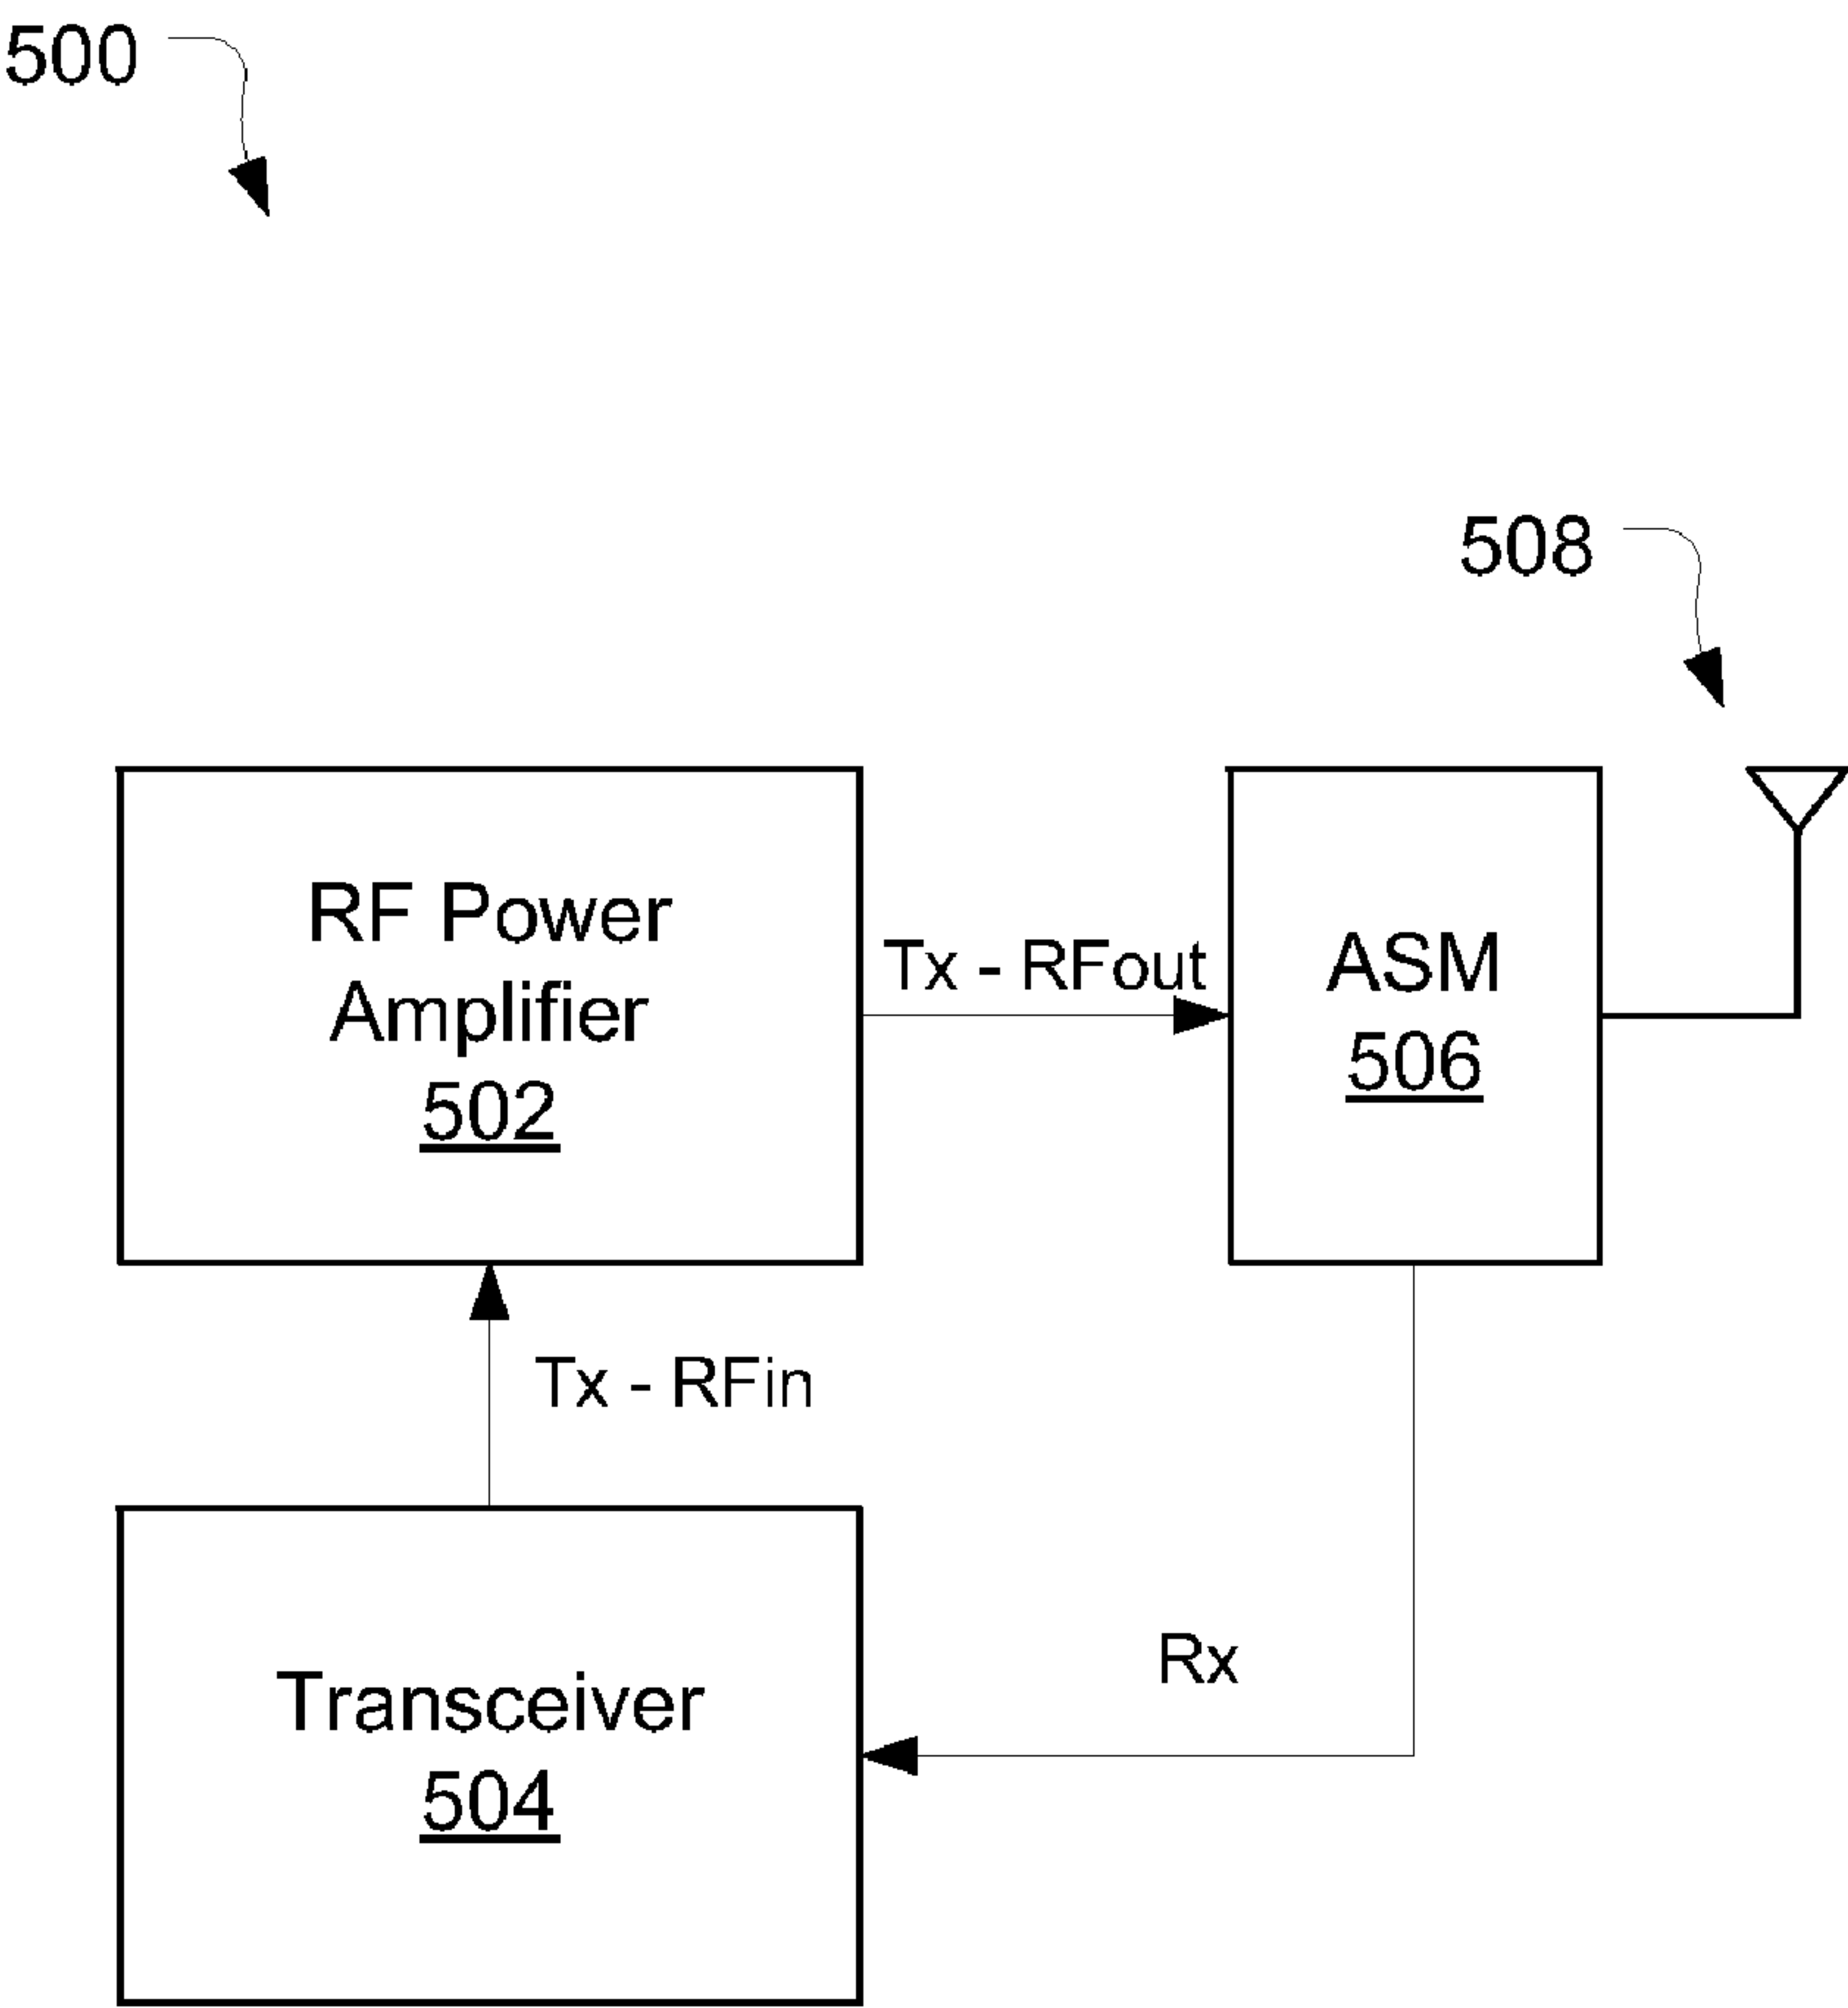 500
508
RF Power
Amplifier
502
Tx - RFout
ASM
506
Tx - RFin
Transceiver
504
Rx